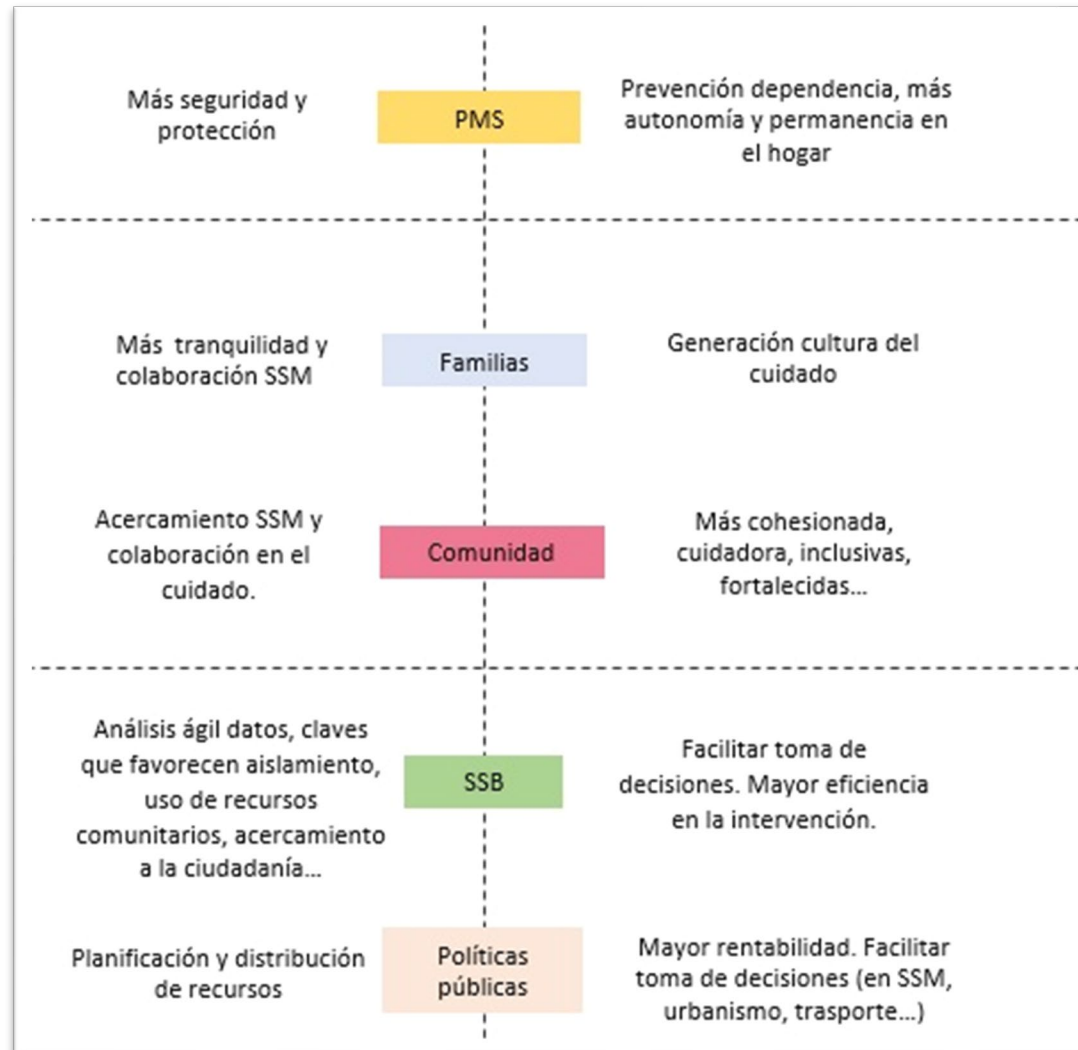 Más seguridad y
protección
PMS
Prevención dependencia, más
autonomía y permanencia en
el hogar
Más tranquilidad y
colaboración SSM
Familias
Generación cultura del
cuidado
Acercamiento SSM y
colaboración en el
cuidado.
Comunidad
Más cohesionada,
cuidadora, inclusivas,
fortalecidas...
Análisis ágil datos, claves
que favorecen aislamiento,
uso de recursos
comunitarios, acercamiento
a la ciudadanía...
SSB
Facilitar toma de
decisiones. Mayor eficiencia
en la intervención.
Planificación y distribución
de recursos
Políticas
públicas
Mayor rentabilidad. Facilitar
toma de decisiones (en SSM,
urbanismo, trasporte...)